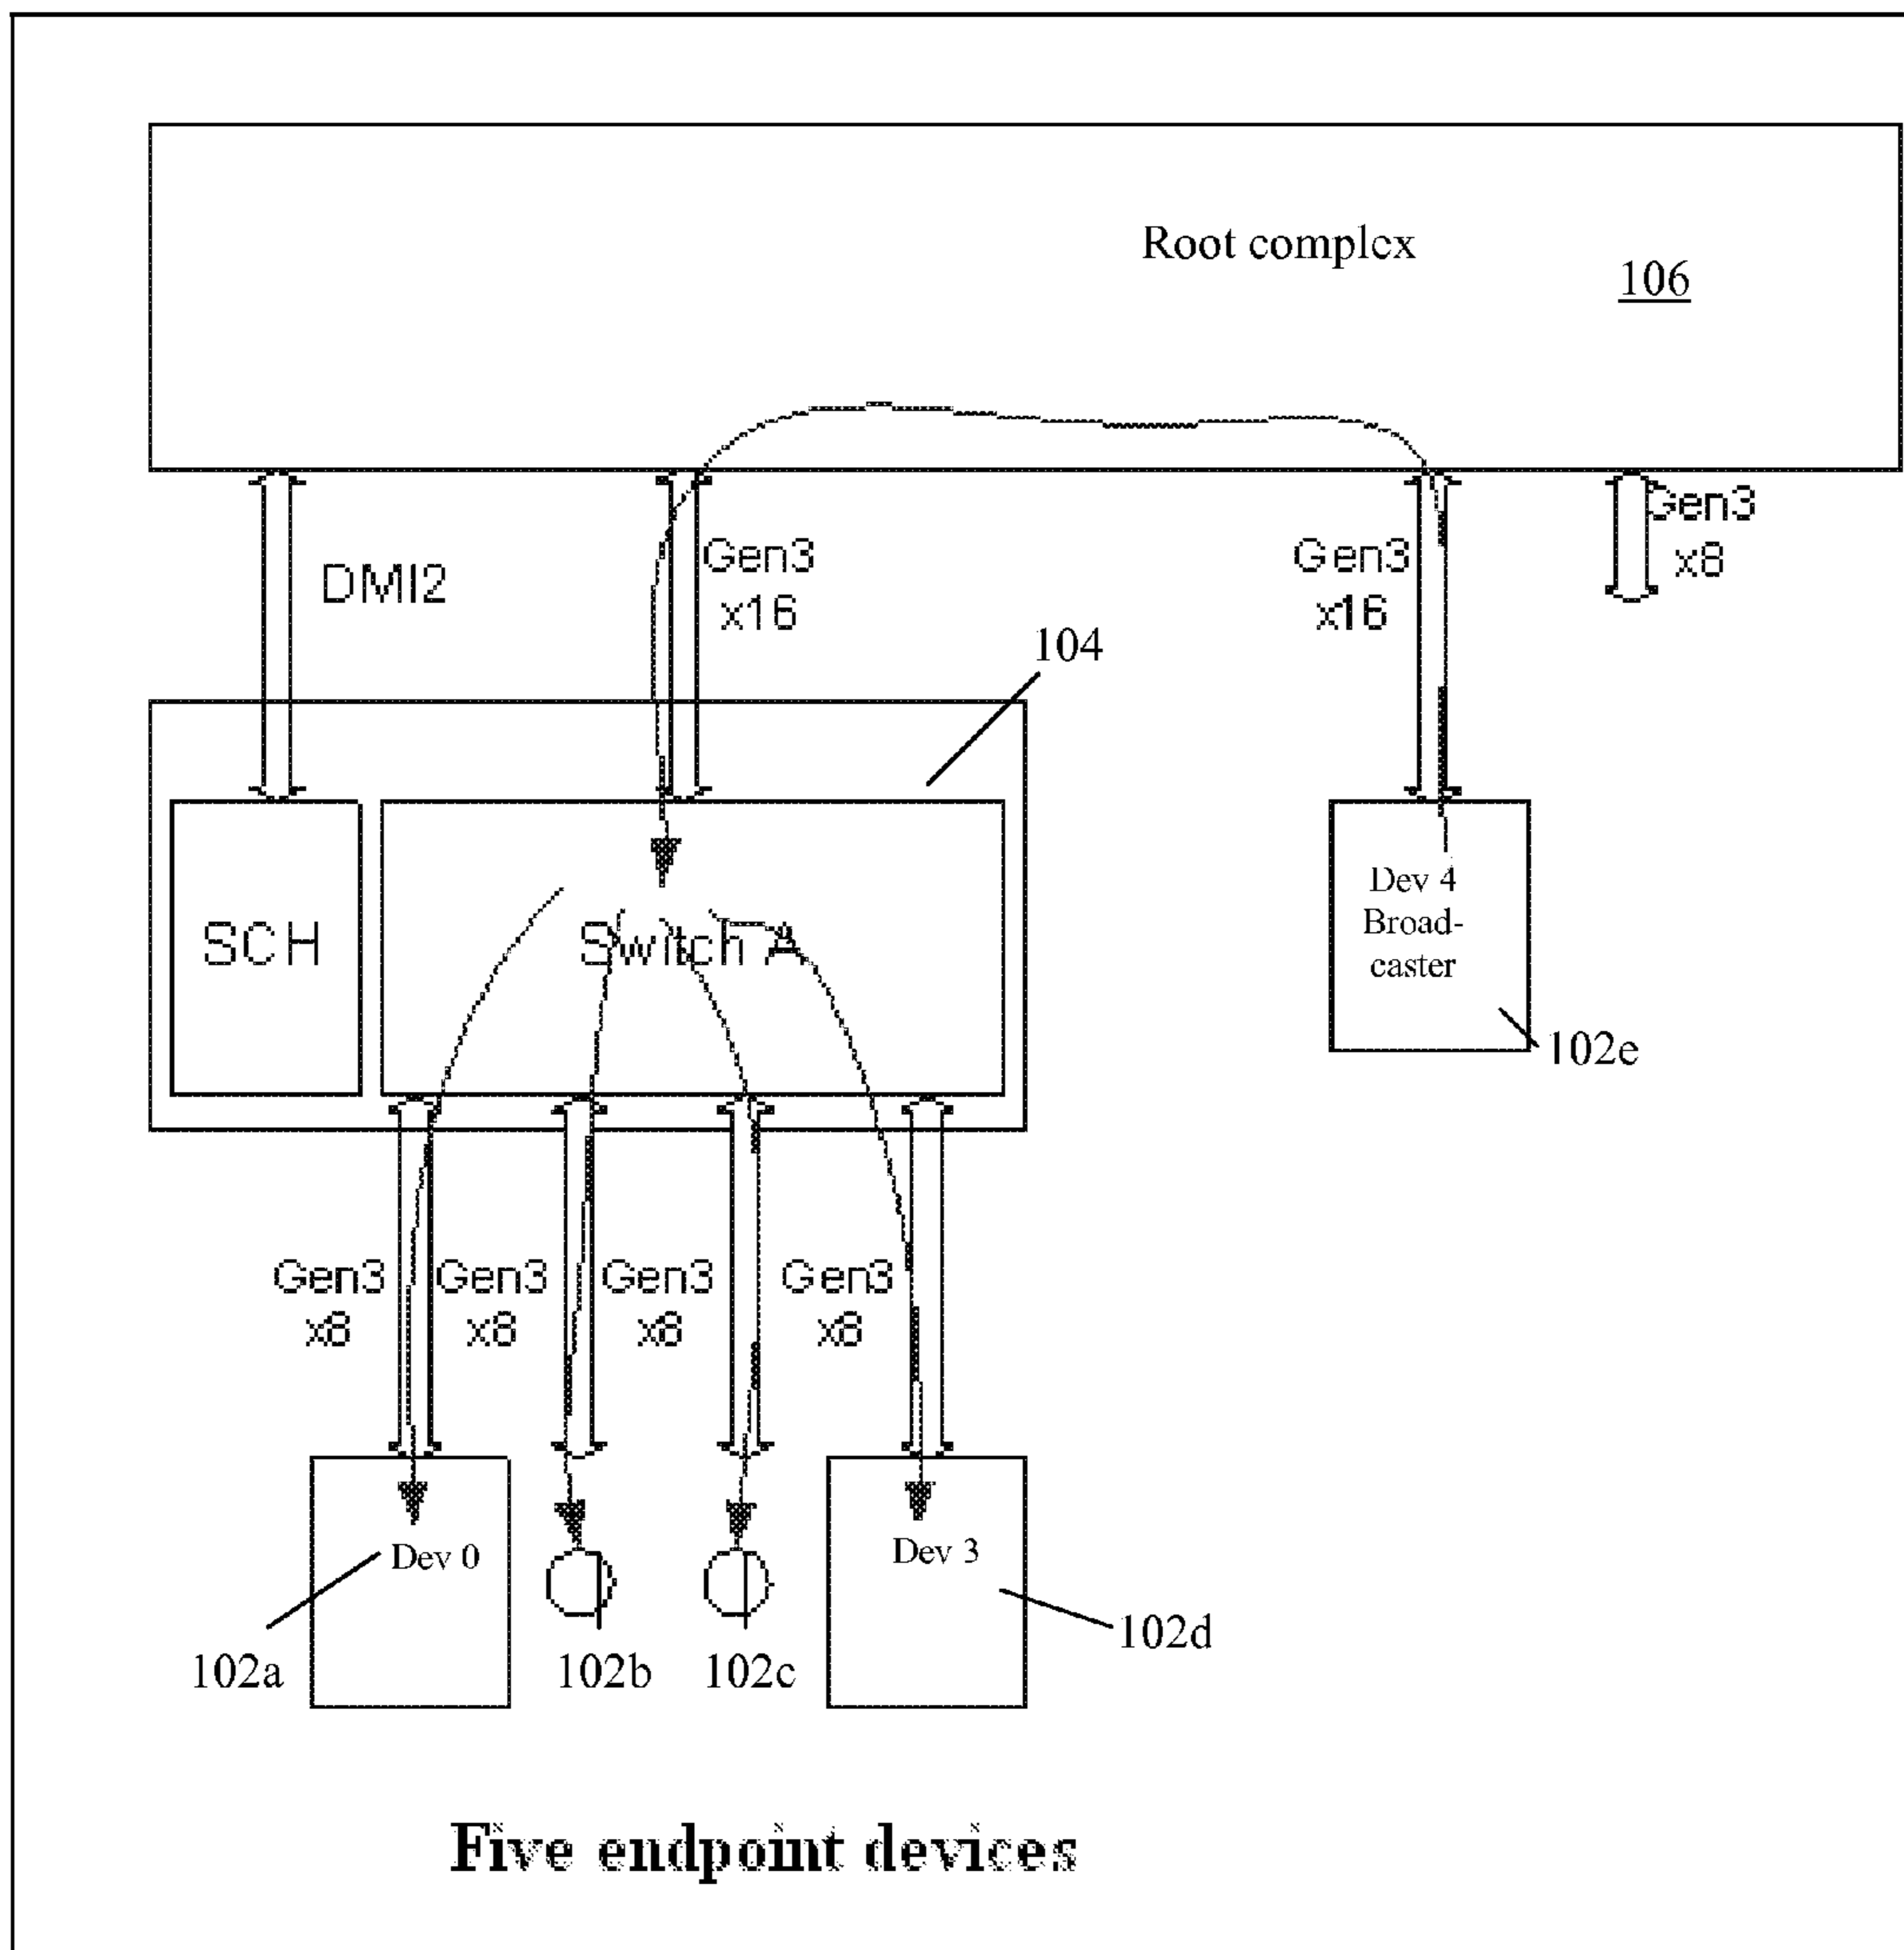 Root complex
106
DMI2
Gen3
x16
Gen3
x16
Gen3
x8
104
SCH
Switch A
Dev 4
Broad-
caster
102e
Gen3
x8
Gen3
x8
Gen3
x8
Gen3
x8
Dev 0
Dev 3
102a
102b
102c
102d
Five endpoint devices